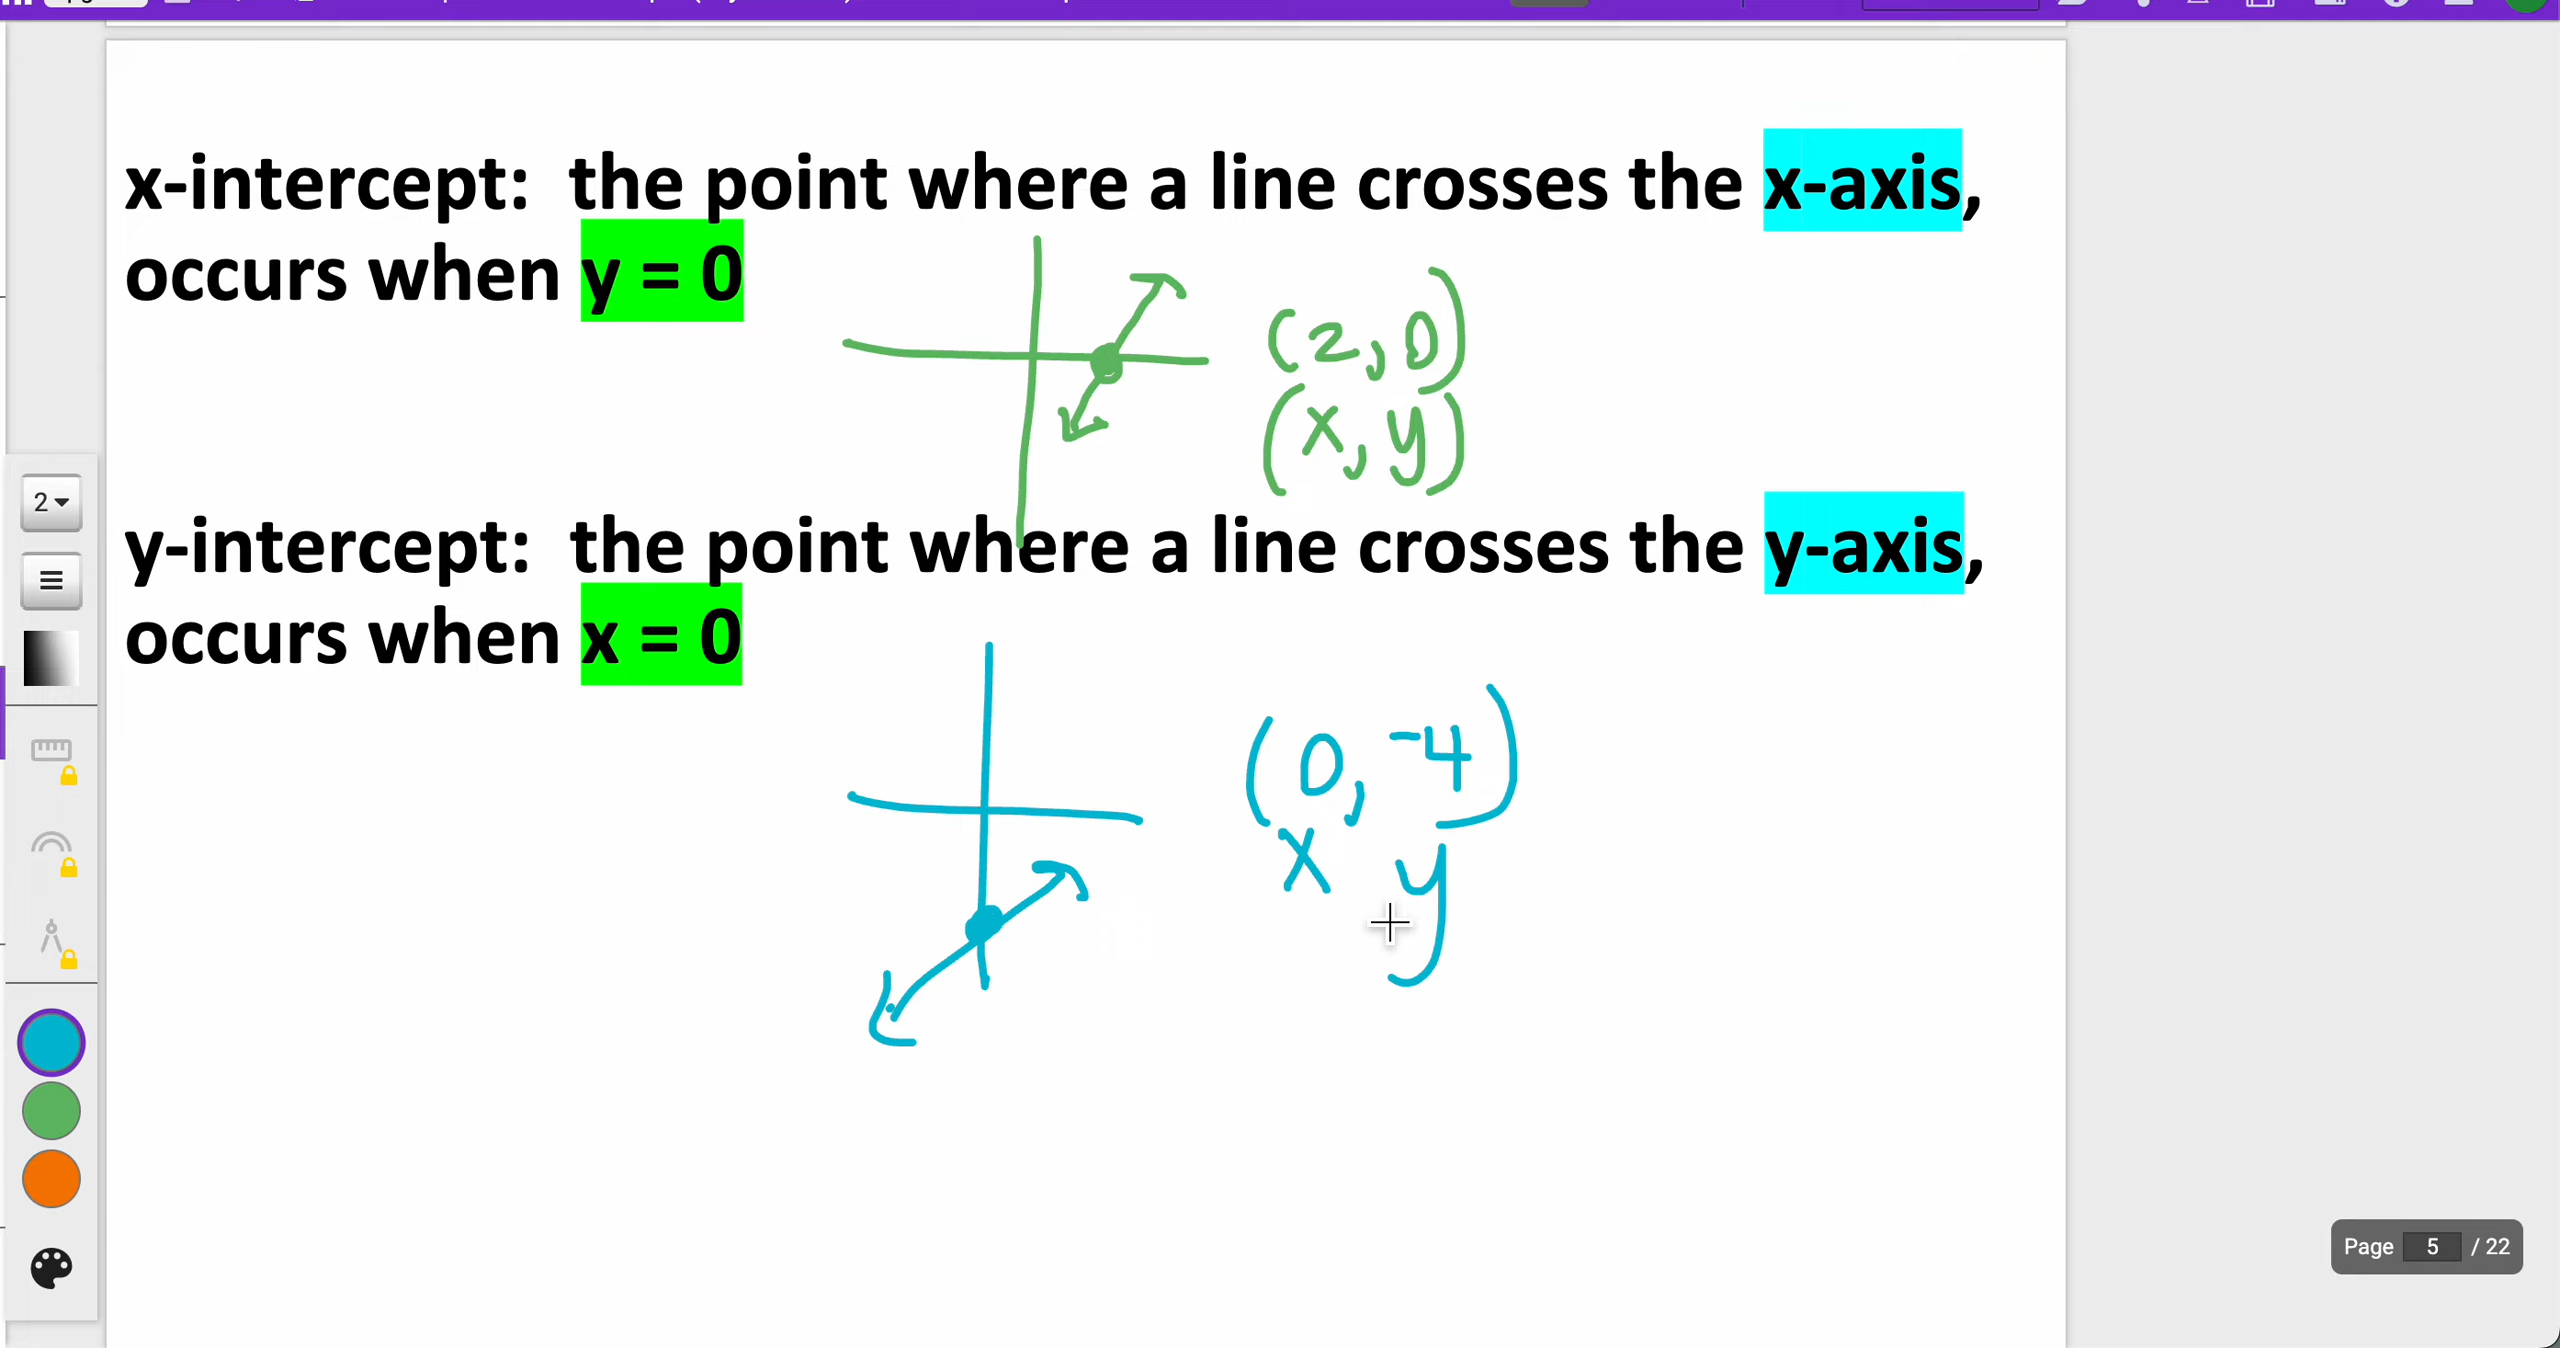 x-intercept: the point where a line crosses the x-axis,
occurs when y = 0
(2, 0)
(x, y)
2
y-intercept: the point where a line crosses the y-axis,
occurs when x = 0
(0, -4)
x y
Page 5 / 22